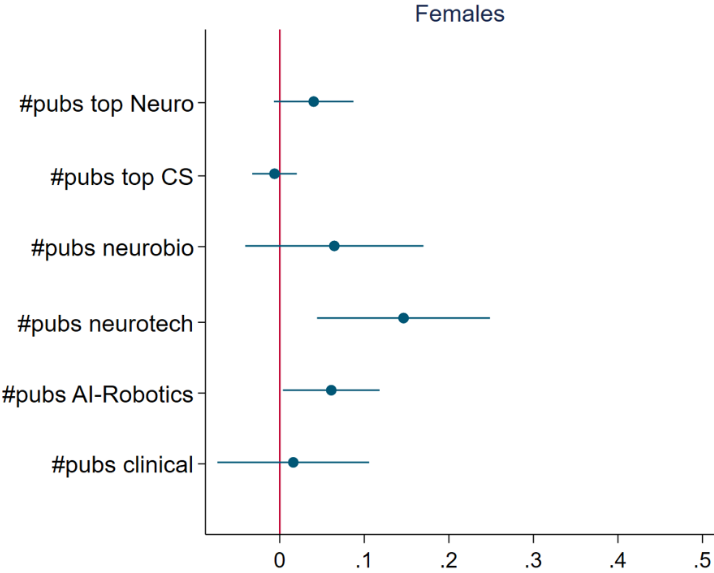 Females
#pubs top Neuro
#pubs top CS
#pubs neurobio
#pubs neurotech
#pubs AI-Robotics
#pubs clinical
0 .1 .2 .3 .4 .5